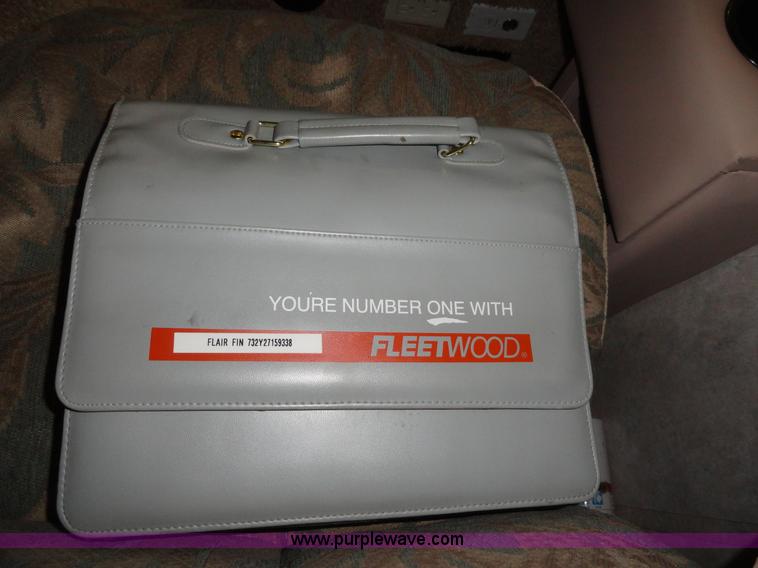 YOU'RE NUMBER ONE WITH
FLAIR FIN 732Y27159338
FLEETWOOD®
www.purplewave.com